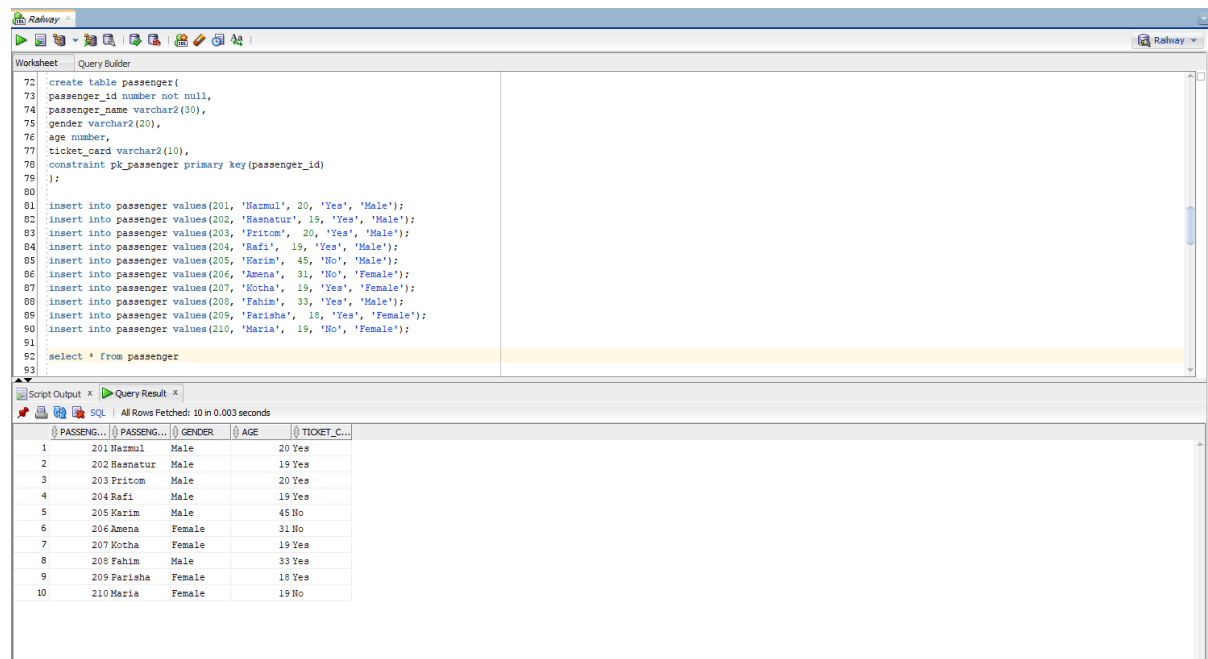 Railway
Railway
Worksheet Query Builder
72 create table passenger(
73 passenger_id number not null,
74 passenger_name varchar2(30),
75 gender varchar2(20),
76 age number,
77 ticket_card varchar2(10),
78 constraint pk_passenger primary key(passenger_id)
79 );
80
81 insert into passenger values(201, 'Nazmul', 20, 'Yes', 'Male');
82 insert into passenger values(202, 'Hasnatur', 19, 'Yes', 'Male');
83 insert into passenger values(203, 'Pritom', 20, 'Yes', 'Male');
84 insert into passenger values(204, 'Rafi', 19, 'Yes', 'Male');
85 insert into passenger values(205, 'Karim', 45, 'No', 'Male');
86 insert into passenger values(206, 'Amena', 31, 'No', 'Female');
87 insert into passenger values(207, 'Kotha', 19, 'Yes', 'Female');
88 insert into passenger values(208, 'Fahim', 33, 'Yes', 'Male');
89 insert into passenger values(209, 'Parisha', 18, 'Yes', 'Female');
90 insert into passenger values(210, 'Maria', 19, 'No', 'Female');
91
92 select * from passenger
93
Script Output x Query Result x
SQL | All Rows Fetched: 10 in 0.003 seconds
PASSENG... PASSENG... GENDER AGE TICKET_C...
1 201 Nazmul Male 20 Yes
2 202 Hasnatur Male 19 Yes
3 203 Pritom Male 20 Yes
4 204 Rafi Male 19 Yes
5 205 Karim Male 45 No
6 206 Amena Female 31 No
7 207 Kotha Female 19 Yes
8 208 Fahim Male 33 Yes
9 209 Parisha Female 18 Yes
10 210 Maria Female 19 No